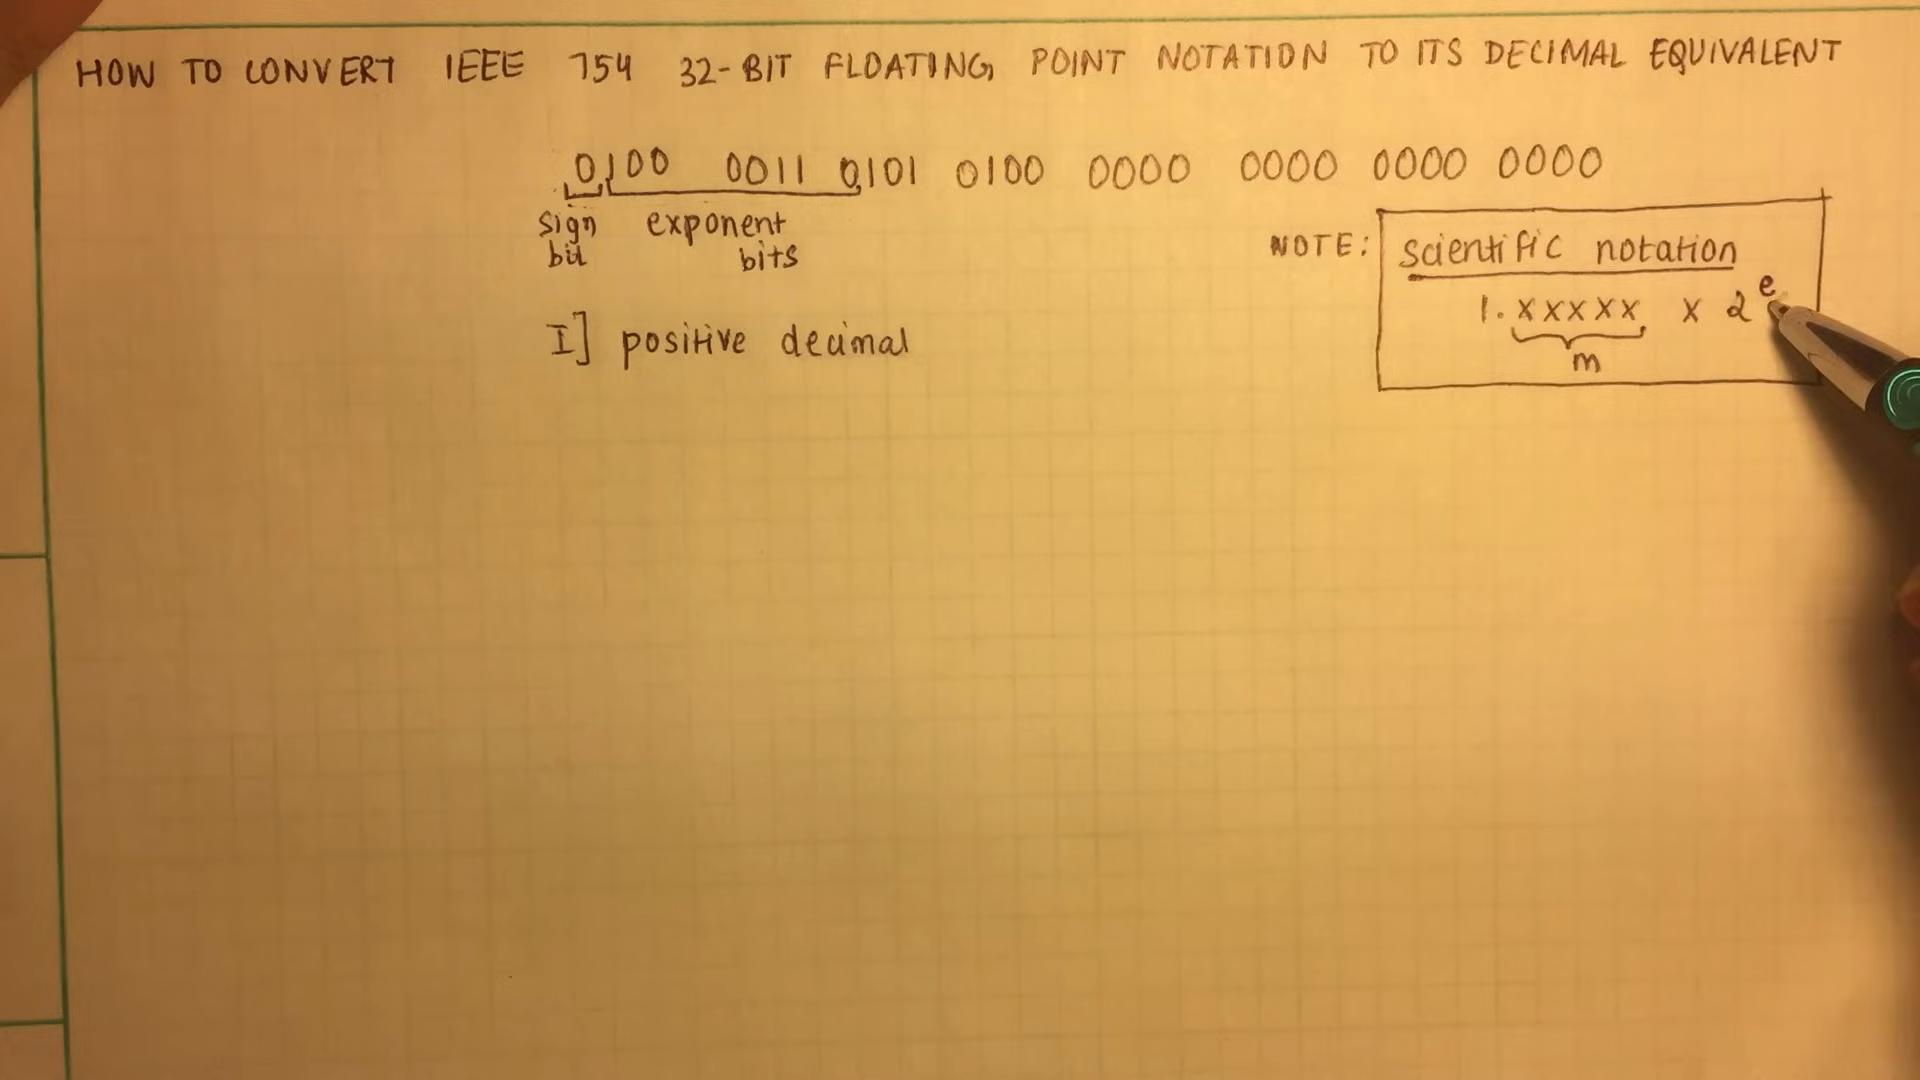 HOW TO CONVERT IEEE 754 32-BIT FLOATING POINT NOTATION TO ITS DECIMAL EQUIVALENT
0100 0011 0101 0100 0000 0000 0000 0000
sign exponent
bit bits
NOTE: scientific notation
1.xxxxx x 2^e
m
I] positive decimal